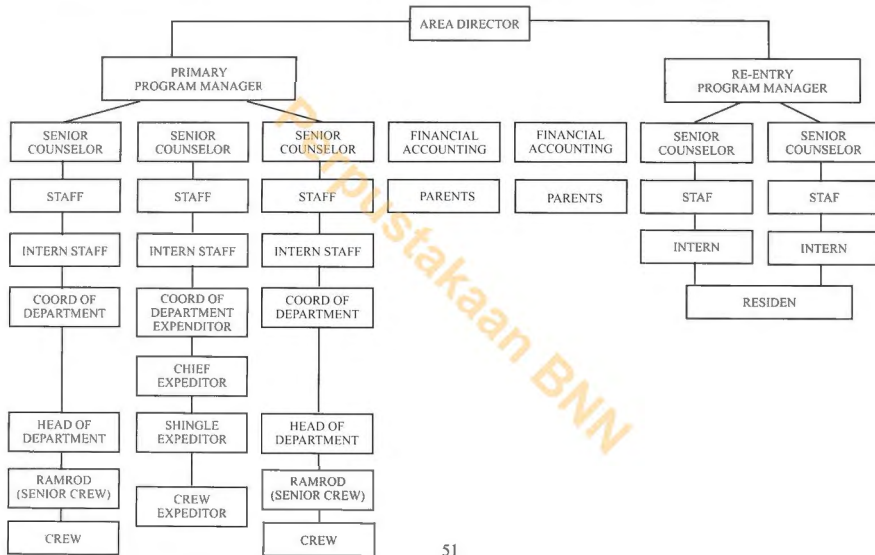 AREA DIRECTOR
PRIMARY
PROGRAM MANAGER
RE-ENTRY
PROGRAM MANAGER
SENIOR
COUNSELOR
SENIOR
COUNSELOR
SENIOR
COUNSELOR
FINANCIAL
ACCOUNTING
FINANCIAL
ACCOUNTING
SENIOR
COUNSELOR
SENIOR
COUNSELOR
STAFF
STAFF
STAFF
PARENTS
PARENTS
STAF
STAF
INTERN STAFF
INTERN STAFF
INTERN STAFF
INTERN
INTERN
COORD OF
DEPARTMENT
COORD OF
DEPARTMENT
EXPENDITOR
COORD OF
DEPARTMENT
RESIDEN
CHIEF
EXPEDITOR
HEAD OF
DEPARTMENT
SHINGLE
EXPEDITOR
HEAD OF
DEPARTMENT
RAMROD
(SENIOR CREW)
CREW
EXPEDITOR
RAMROD
(SENIOR CREW)
CREW
CREW
51
Perpustakaan BNN